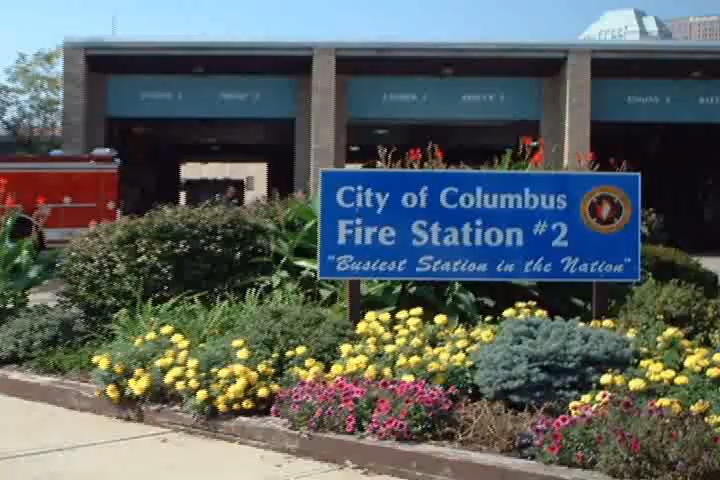 City of Columbus
Fire Station #2
"Busiest Station in the Nation"